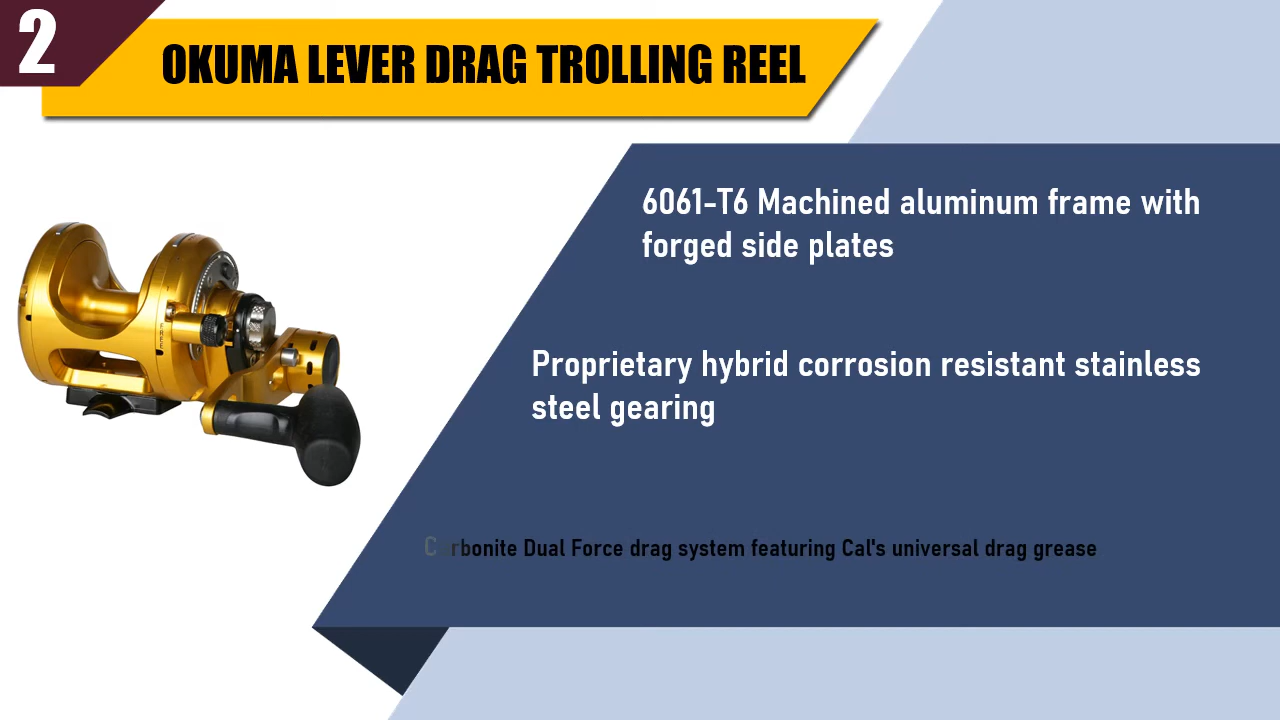 2
OKUMA LEVER DRAG TROLLING REEL
6061-T6 Machined aluminum frame with
forged side plates
Proprietary hybrid corrosion resistant stainless
steel gearing
Carbonite Dual Force drag system featuring Cal's universal drag grease